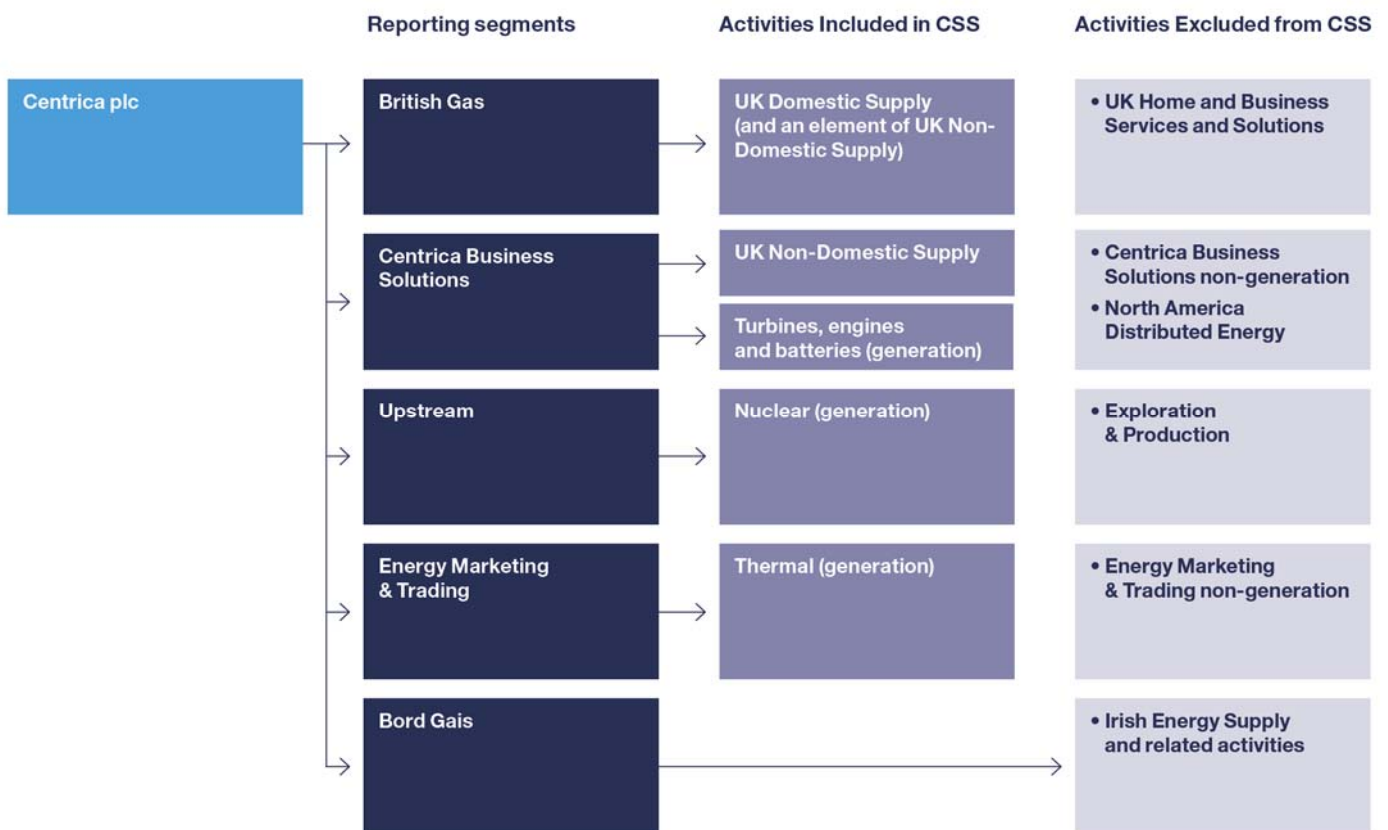 Reporting segments
Activities Included in CSS
Activities Excluded from CSS
Centrica plc
British Gas
UK Domestic Supply
(and an element of UK Non-
Domestic Supply)
• UK Home and Business
Services and Solutions
Centrica Business
Solutions
UK Non-Domestic Supply
Turbines, engines
and batteries (generation)
• Centrica Business
Solutions non-generation
• North America
Distributed Energy
Upstream
Nuclear (generation)
• Exploration
& Production
Energy Marketing
& Trading
Thermal (generation)
• Energy Marketing
& Trading non-generation
Bord Gais
• Irish Energy Supply
and related activities